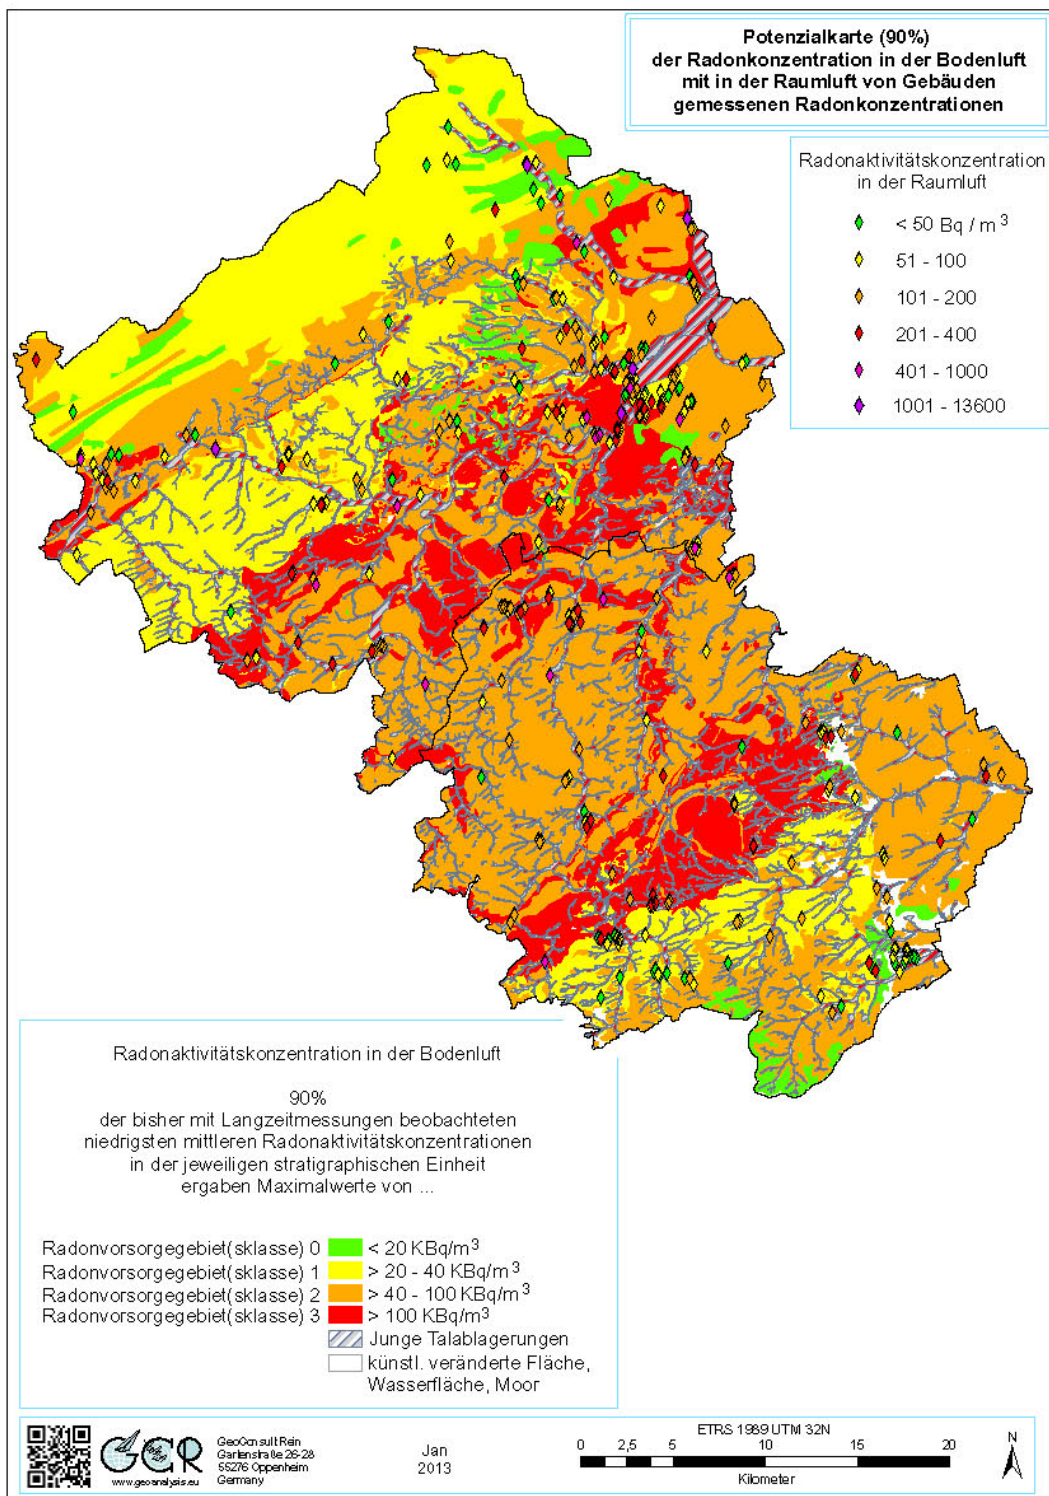 Potenzialkarte (90%)
der Radonkonzentration in der Bodenluft
mit in der Raumluft von Gebäuden
gemessenen Radonkonzentrationen
Radonaktivitätskonzentration
in der Raumluft
< 50 Bq / m³
51 - 100
101 - 200
201 - 400
401 - 1000
1001 - 13600
Radonaktivitätskonzentration in der Bodenluft
90%
der bisher mit Langzeitmessungen beobachteten
niedrigsten mittleren Radonaktivitätskonzentrationen
in der jeweiligen stratigraphischen Einheit
ergaben Maximalwerte von ...
Radonvorsorgegebiet(sklasse) 0 < 20 KBq/m³
Radonvorsorgegebiet(sklasse) 1 > 20 - 40 KBq/m³
Radonvorsorgegebiet(sklasse) 2 > 40 - 100 KBq/m³
Radonvorsorgegebiet(sklasse) 3 > 100 KBq/m³
Junge Talablagerungen
künstl. veränderte Fläche,
Wasserfläche, Moor
GCR
www.geoanalysis.eu
GeoConsult Rein
Gartenstraße 26-28
55276 Oppenheim
Germany
Jan
2013
ETRS 1989 UTM 32N
0 2,5 5 10 15 20
Kilometer
N